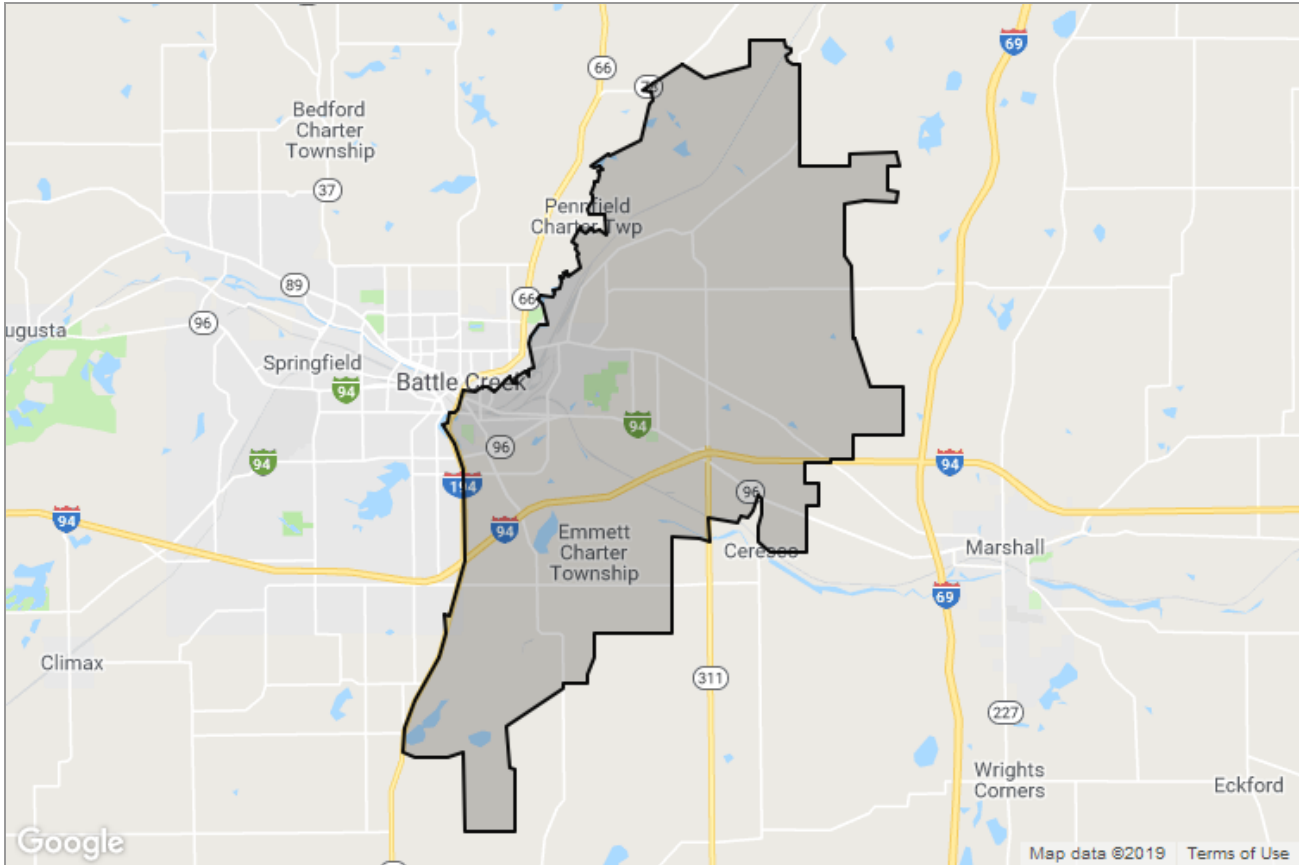 69
66
78
Bedford
Charter
Township
37
Pennfield
Charter Twp
89
66
96
ugusta
Springfield
94
Battle Creek
94
96
94
194
94
94
96
94
Emmett
Charter
Township
Ceresco
Marshall
69
Climax
311
227
Wrights
Corners
Eckford
Google
Map data ©2019
Terms of Use